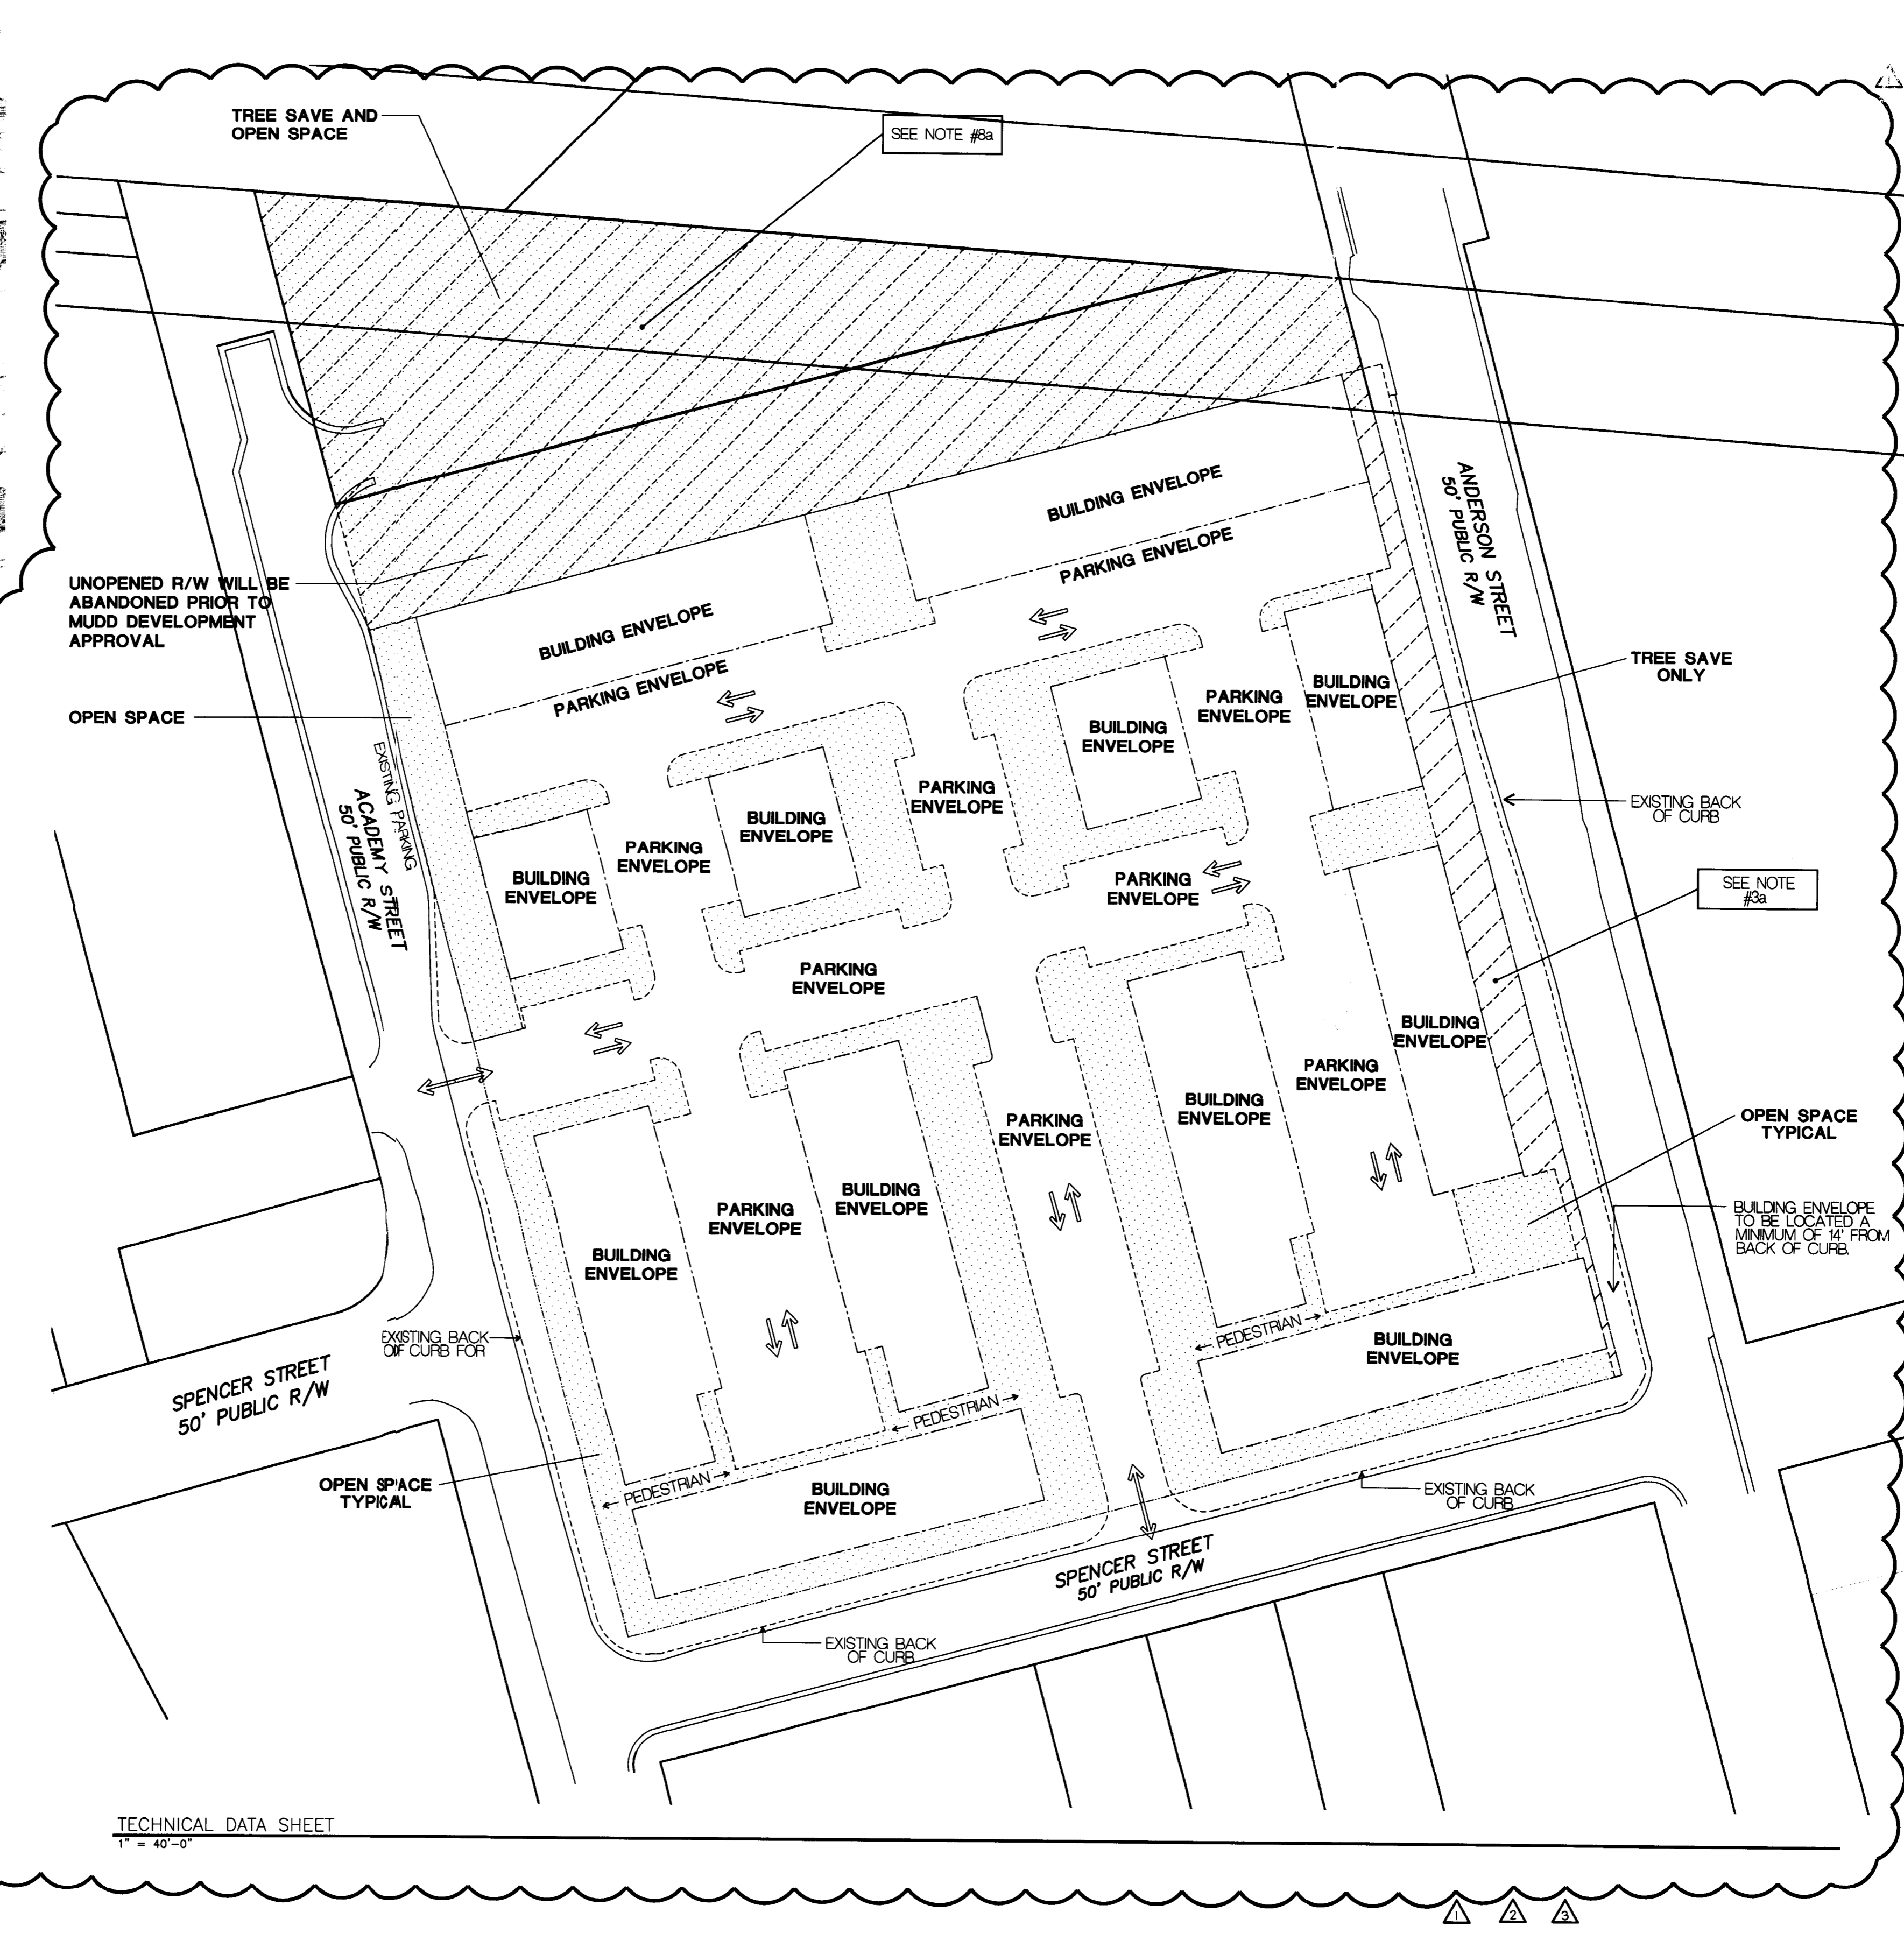 TREE SAVE AND
OPEN SPACE
SEE NOTE #8a
BUILDING ENVELOPE
PARKING ENVELOPE
ANDERSON STREET
50' PUBLIC R/W
UNOPENED R/W WILL BE
ABANDONED PRIOR TO
MUDD DEVELOPMENT
APPROVAL
BUILDING ENVELOPE
PARKING ENVELOPE
TREE SAVE
ONLY
OPEN SPACE
BUILDING
ENVELOPE
PARKING
ENVELOPE
BUILDING
ENVELOPE
EXISTING PARKING
ACADEMY STREET
50' PUBLIC R/W
PARKING
ENVELOPE
EXISTING BACK
OF CURB
BUILDING
ENVELOPE
PARKING
ENVELOPE
BUILDING
ENVELOPE
PARKING
ENVELOPE
SEE NOTE
#3a
PARKING
ENVELOPE
BUILDING
ENVELOPE
PARKING
ENVELOPE
BUILDING
ENVELOPE
PARKING
ENVELOPE
OPEN SPACE
TYPICAL
BUILDING
ENVELOPE
PARKING
ENVELOPE
BUILDING
ENVELOPE
BUILDING ENVELOPE
TO BE LOCATED A
MINIMUM OF 14' FROM
BACK OF CURB.
BUILDING
ENVELOPE
EXISTING BACK
OF CURB FOR
PEDESTRIAN
BUILDING
ENVELOPE
SPENCER STREET
50' PUBLIC R/W
PEDESTRIAN
OPEN SPACE
TYPICAL
PEDESTRIAN
BUILDING
ENVELOPE
EXISTING BACK
OF CURB
SPENCER STREET
50' PUBLIC R/W
EXISTING BACK
OF CURB
TECHNICAL DATA SHEET
1" = 40'-0"
1
2
3